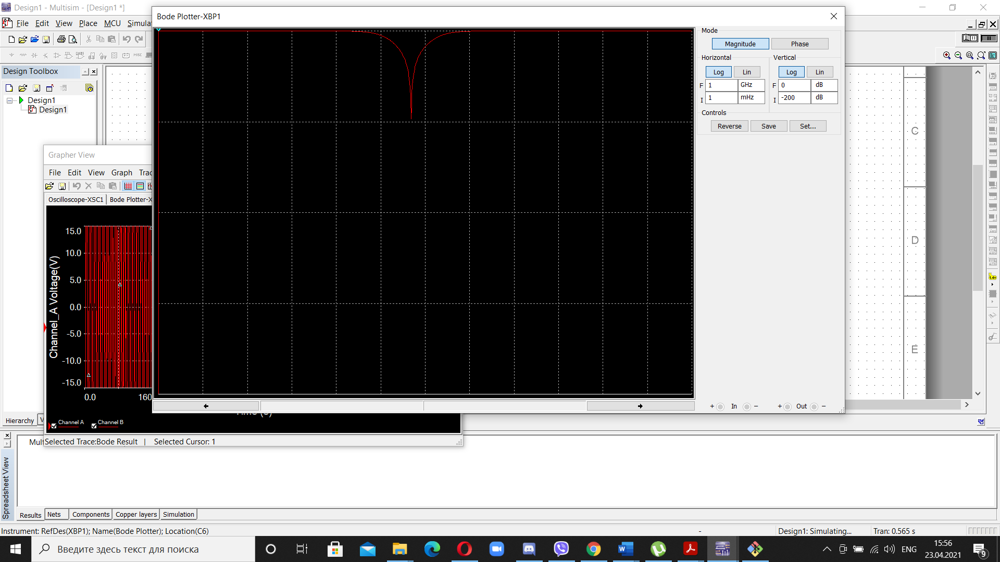 Design1 - Multisim - [Design1 *]
File Edit View Place MCU Simula
Design Toolbox
Design1
Design1
Hierarchy
Grapher View
File Edit View Graph Trac
Oscilloscope-XSC1 Bode Plotter-X
Channel_A Voltage(V)
15.0
10.0
5.0
0.0
-5.0
-10.0
-15.0
0.0 160
Channel A Channel B
Selected Trace:Bode Result | Selected Cursor: 1
Bode Plotter-XBP1
Mode
Magnitude Phase
Horizontal Vertical
Log Lin Log Lin
F 1 GHz F 0 dB
I 1 mHz I -200 dB
Controls
Reverse Save Set...
+ In - + Out -
C
D
E
MISC
1.4v
Mult
Spreadsheet View
Results Nets Components Copper layers Simulation
Instrument: RefDes(XBP1); Name(Bode Plotter); Location(C6) - Design1: Simulating... Tran: 0.565 s
Введите здесь текст для поиска
ENG
15:56
23.04.2021
9